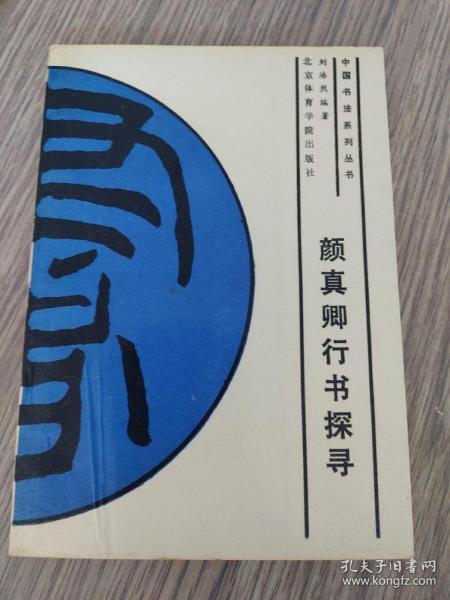 中国书法系列丛书
刘浩然编著
北京体育学院出版社
颜真卿行书探寻
孔夫子旧书网
www.kongfz.com